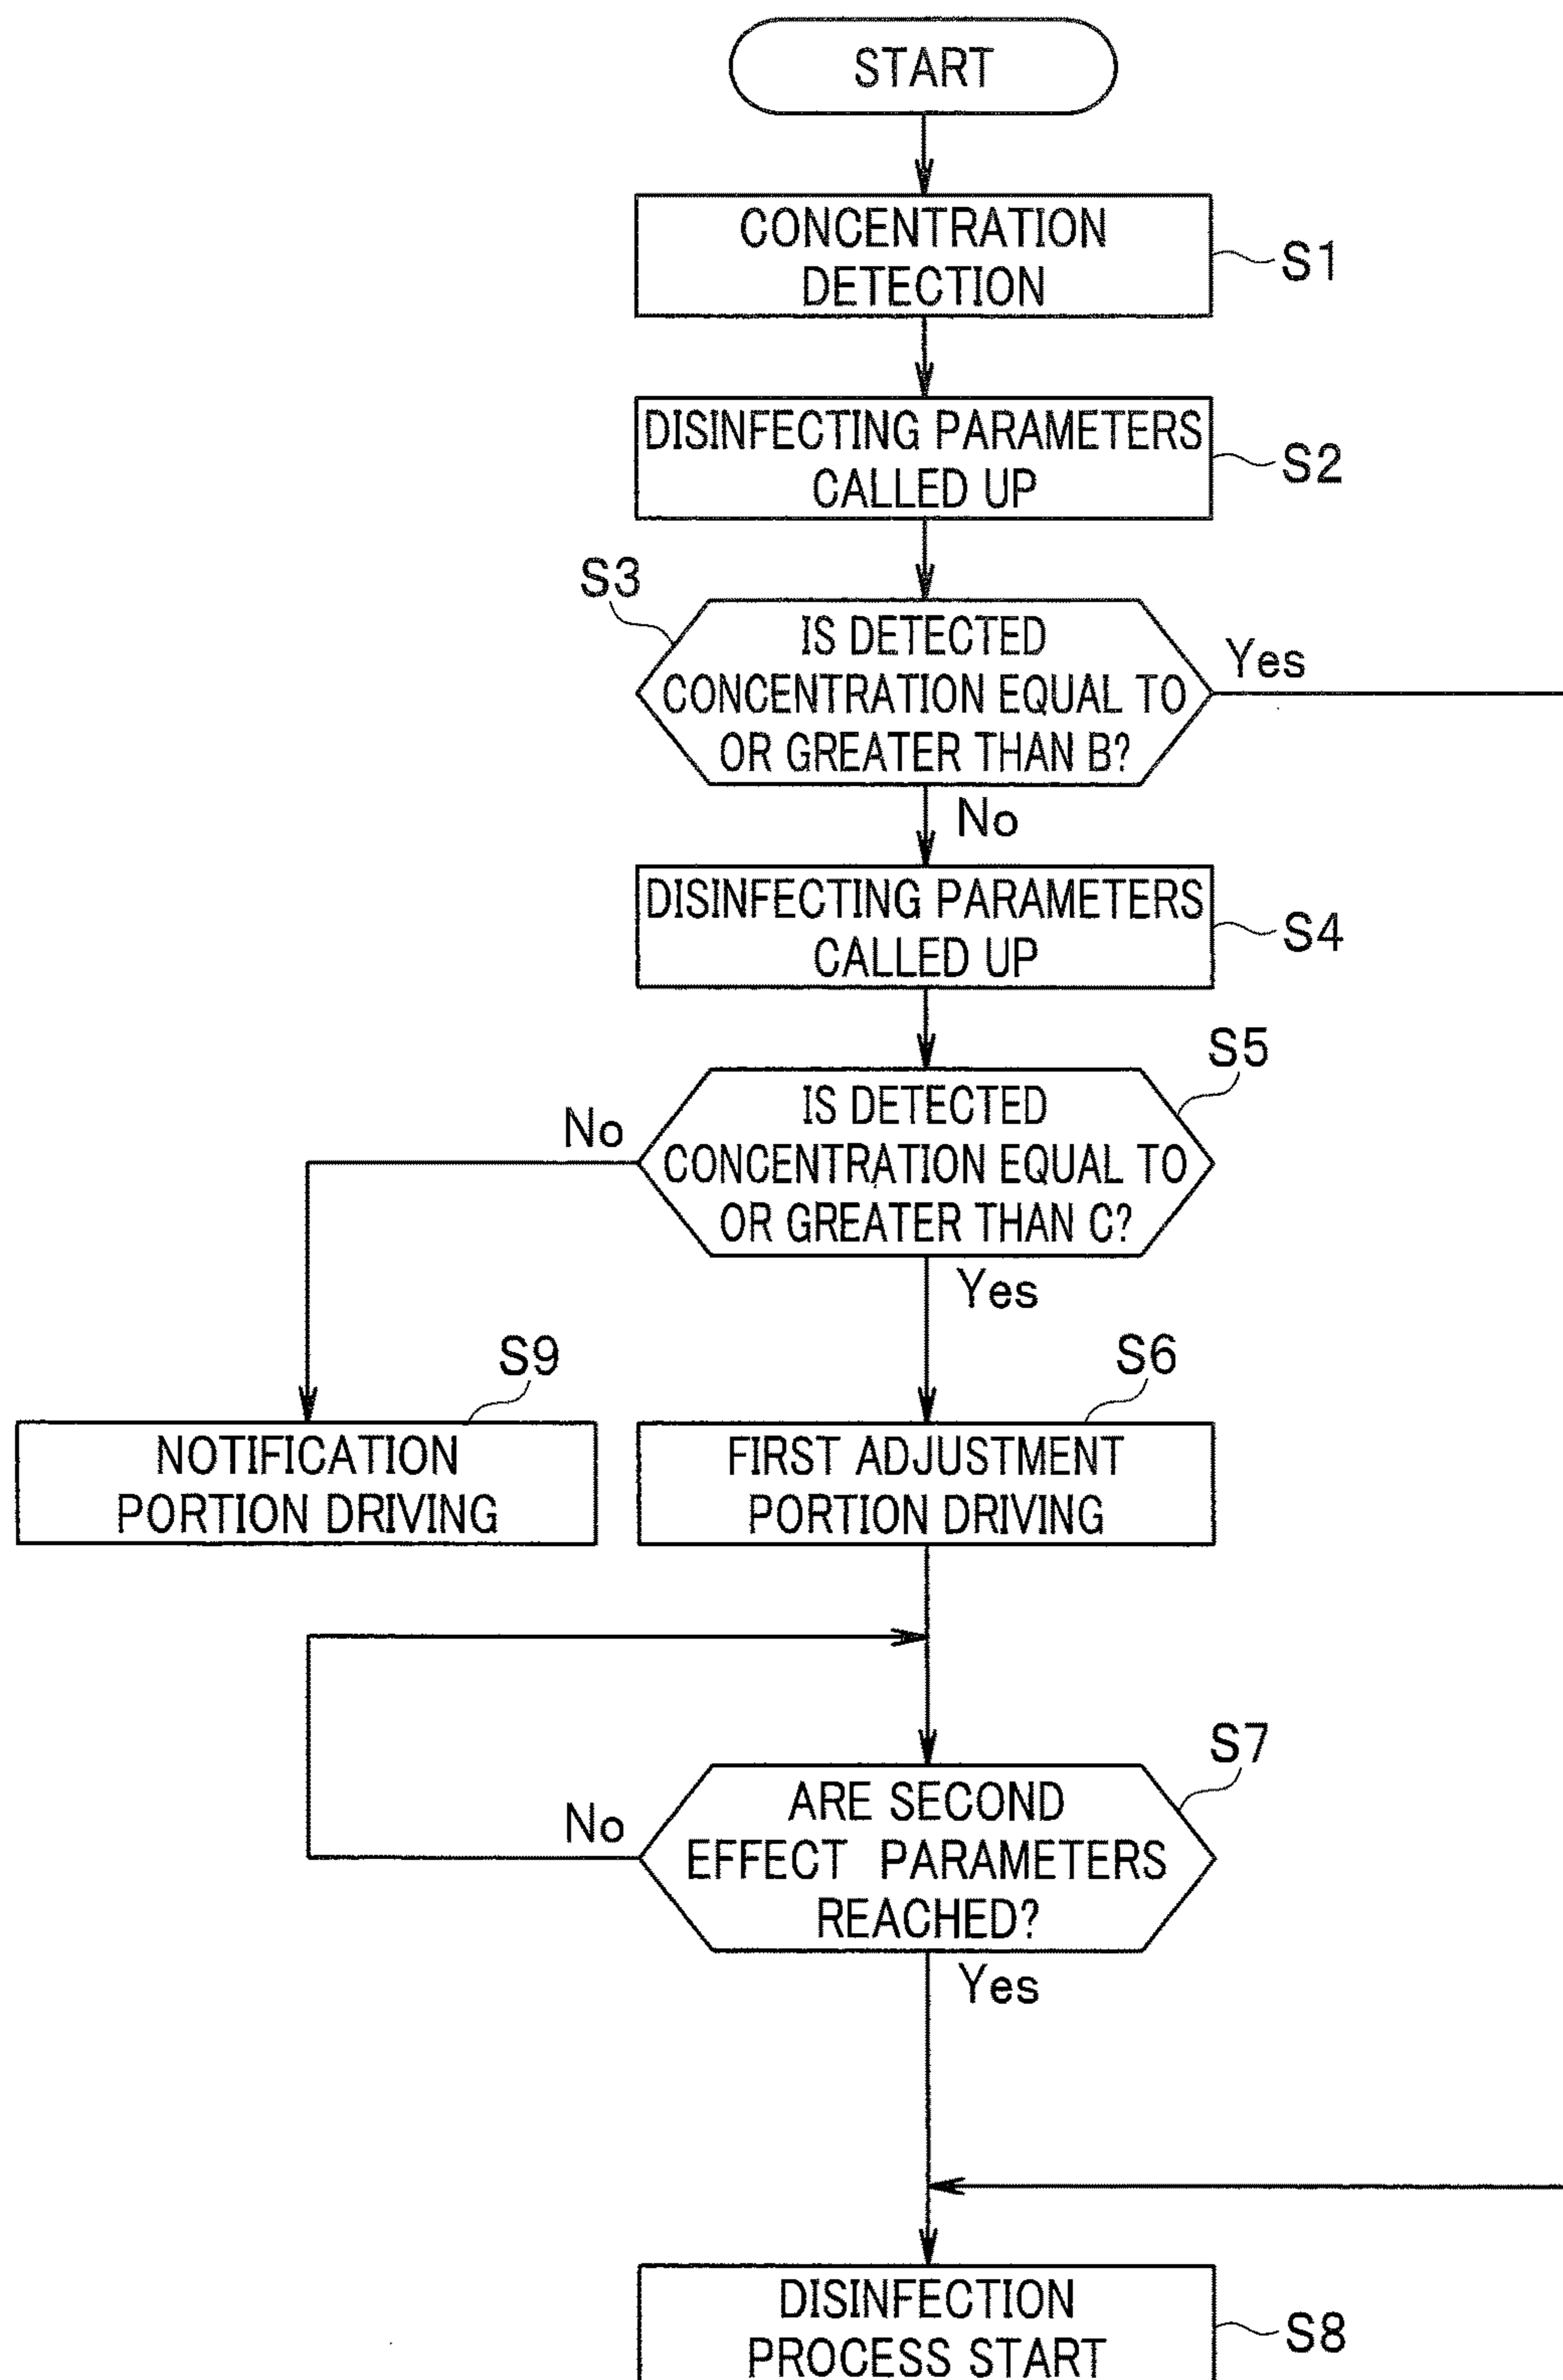 START
CONCENTRATION
DETECTION
S1
DISINFECTING PARAMETERS
CALLED UP
S2
S3
IS DETECTED
CONCENTRATION EQUAL TO
OR GREATER THAN B?
Yes
No
DISINFECTING PARAMETERS
CALLED UP
S4
S5
IS DETECTED
CONCENTRATION EQUAL TO
OR GREATER THAN C?
No
Yes
S9
NOTIFICATION
PORTION DRIVING
S6
FIRST ADJUSTMENT
PORTION DRIVING
S7
ARE SECOND
EFFECT PARAMETERS
REACHED?
No
Yes
DISINFECTION
PROCESS START
S8